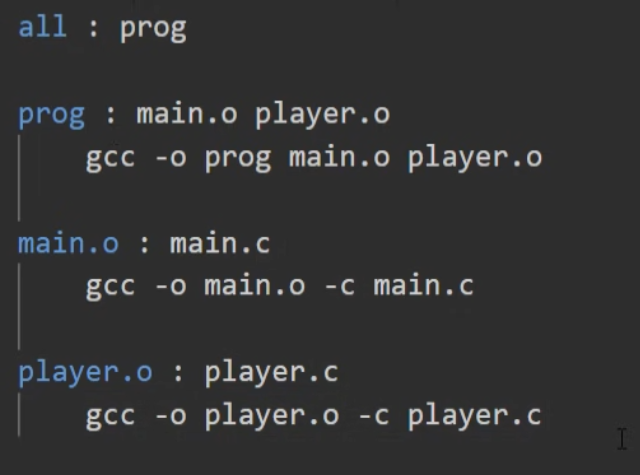 all : prog
prog : main.o player.o
gcc -o prog main.o player.o
main.o : main.c
gcc -o main.o -c main.c
player.o : player.c
gcc -o player.o -c player.c